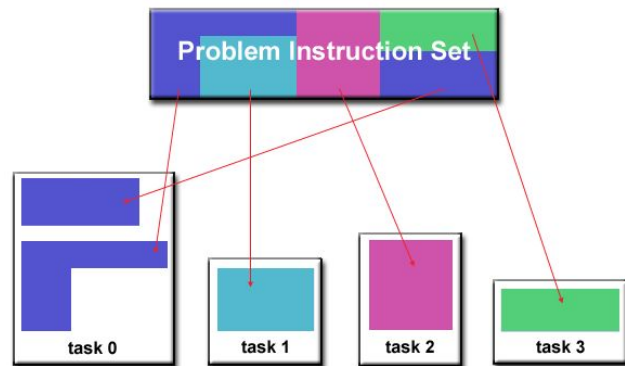 Problem Instruction Set
task 0
task 1
task 2
task 3